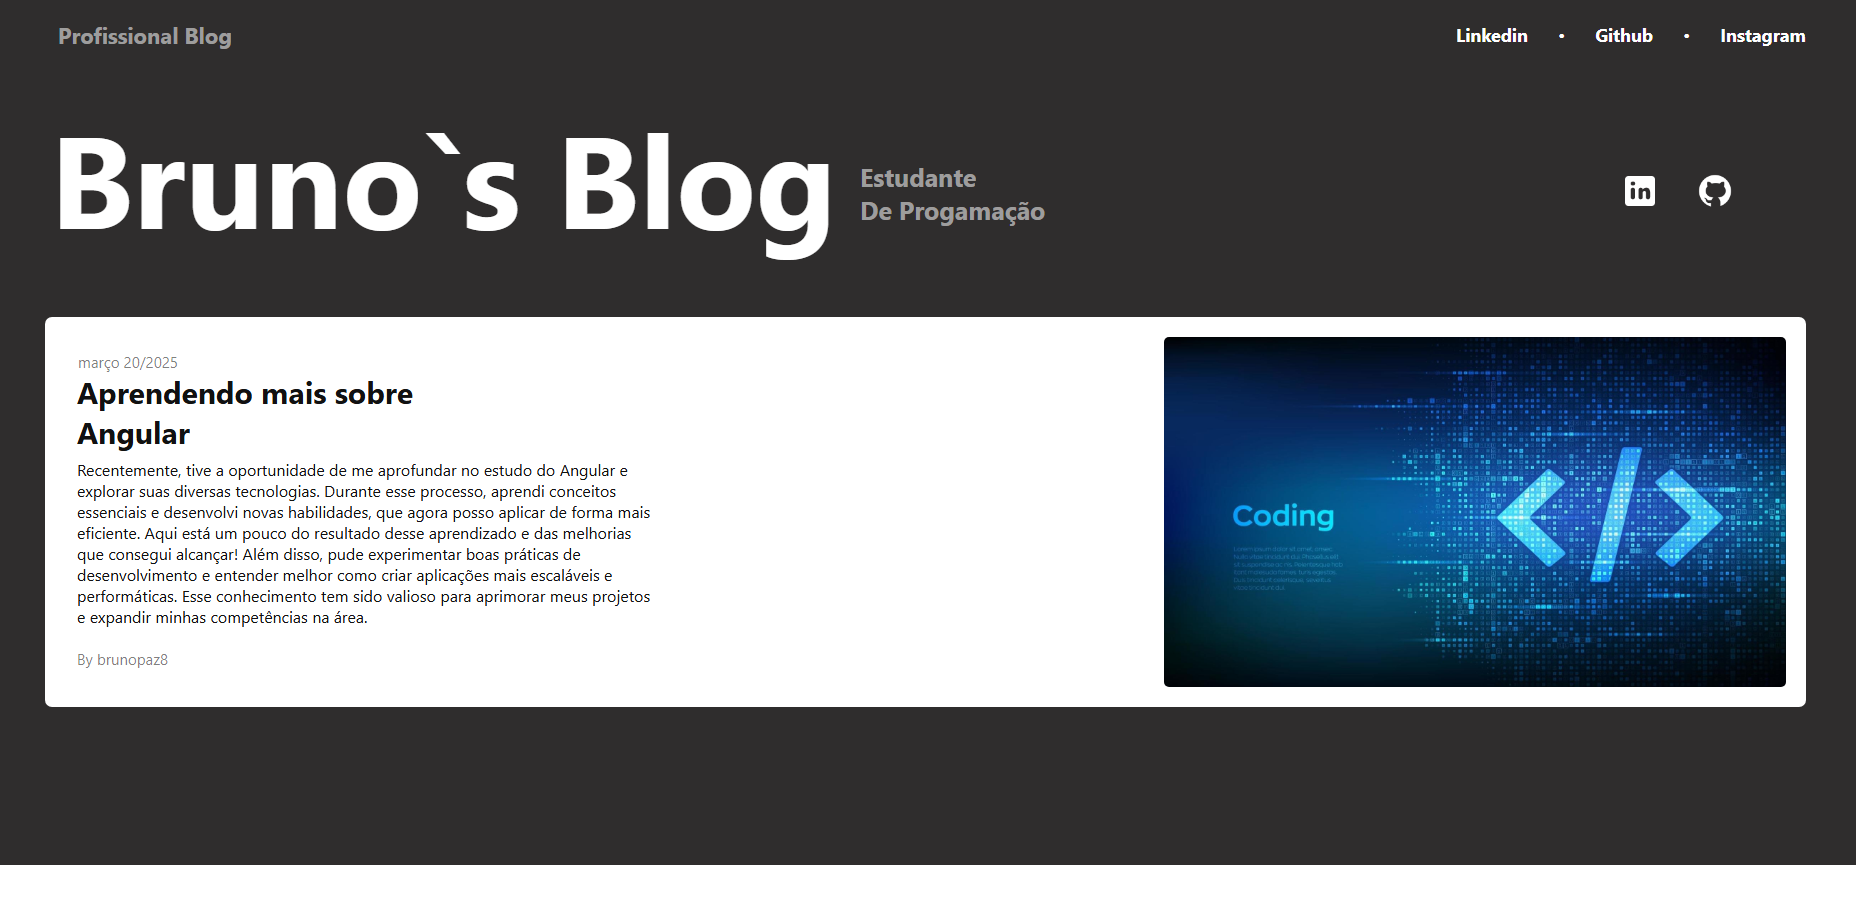 Profissional Blog
Linkedin • Github • Instagram
Bruno`s Blog
Estudante
De Progamação
in
março 20/2025
Aprendendo mais sobre
Angular
Recentemente, tive a oportunidade de me aprofundar no estudo do Angular e
explorar suas diversas tecnologias. Durante esse processo, aprendi conceitos
essenciais e desenvolvi novas habilidades, que agora posso aplicar de forma mais
eficiente. Aqui está um pouco do resultado desse aprendizado e das melhorias
que consegui alcançar! Além disso, pude experimentar boas práticas de
desenvolvimento e entender melhor como criar aplicações mais escaláveis e
performáticas. Esse conhecimento tem sido valioso para aprimorar meus projetos
e expandir minhas competências na área.
By brunopaz8
Coding
</>